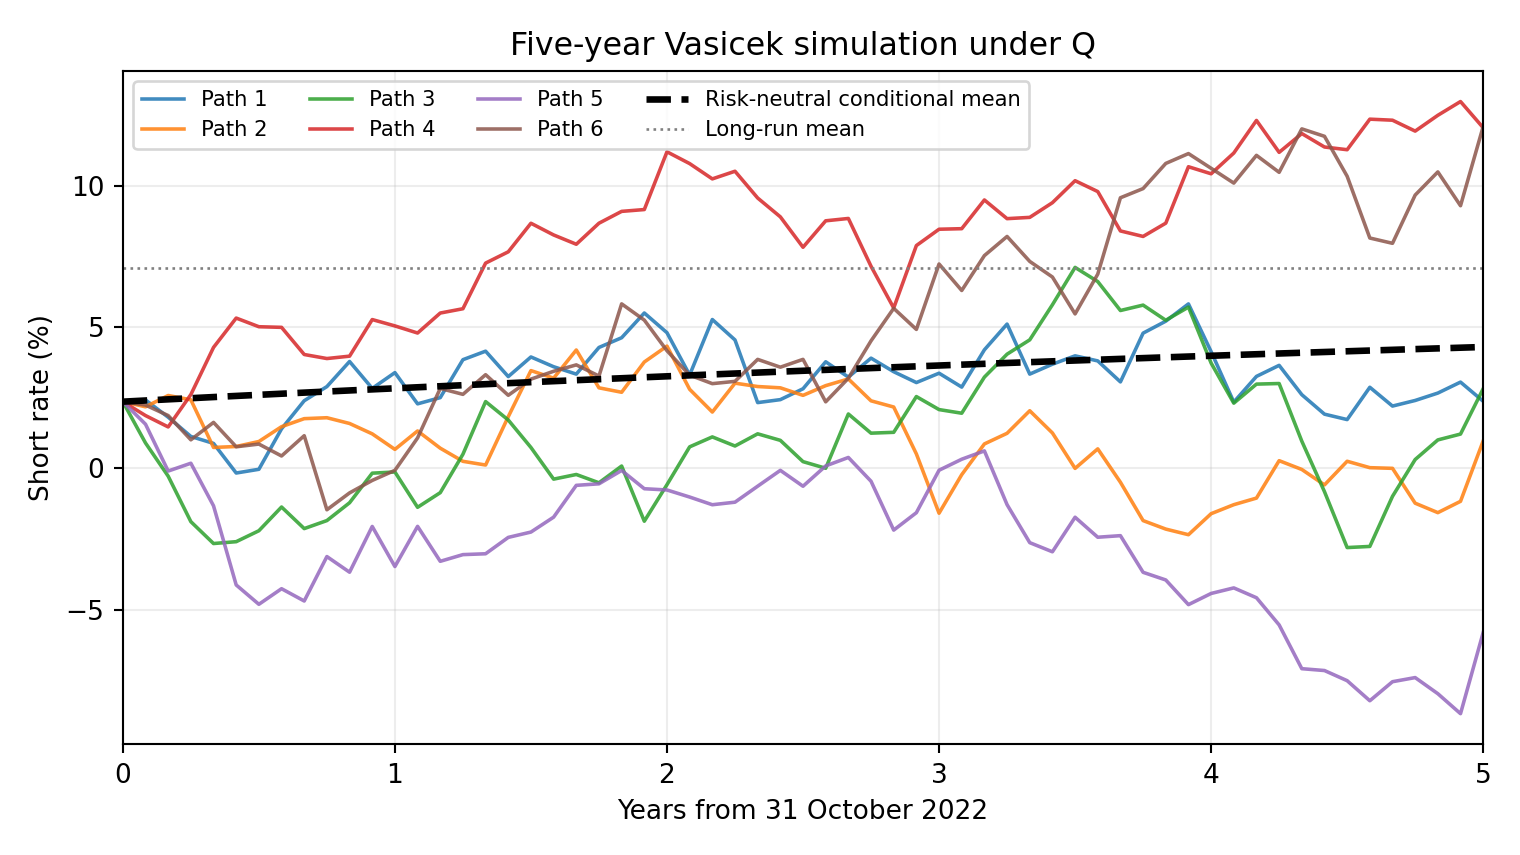 Five-year Vasicek simulation under Q
Path 1 Path 3 Path 5 Risk-neutral conditional mean
Path 2 Path 4 Path 6 Long-run mean
10
5
0
−5
Short rate (%)
0 1 2 3 4 5
Years from 31 October 2022